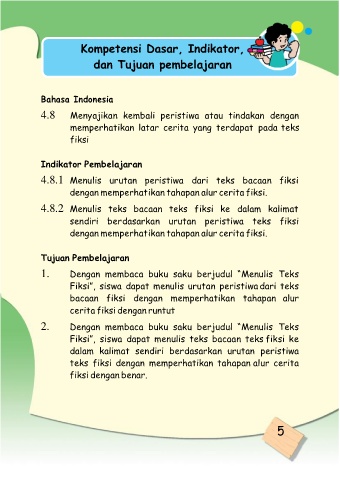 Kompetensi Dasar, Indikator,
dan Tujuan pembelajaran
Bahasa Indonesia
4.8 Menyajikan kembali peristiwa atau tindakan dengan
memperhatikan latar cerita yang terdapat pada teks
fiksi
Indikator Pembelajaran
4.8.1 Menulis urutan peristiwa dari teks bacaan fiksi
dengan memperhatikan tahapan alur cerita fiksi.
4.8.2 Menulis teks bacaan teks fiksi ke dalam kalimat
sendiri berdasarkan urutan peristiwa teks fiksi
dengan memperhatikan tahapan alur cerita fiksi.
Tujuan Pembelajaran
1. Dengan membaca buku saku berjudul “Menulis Teks
Fiksi”, siswa dapat menulis urutan peristiwa dari teks
bacaan fiksi dengan memperhatikan tahapan alur
cerita fiksi dengan runtut
2. Dengan membaca buku saku berjudul “Menulis Teks
Fiksi”, siswa dapat menulis teks bacaan teks fiksi ke
dalam kalimat sendiri berdasarkan urutan peristiwa
teks fiksi dengan memperhatikan tahapan alur cerita
fiksi dengan benar.
5